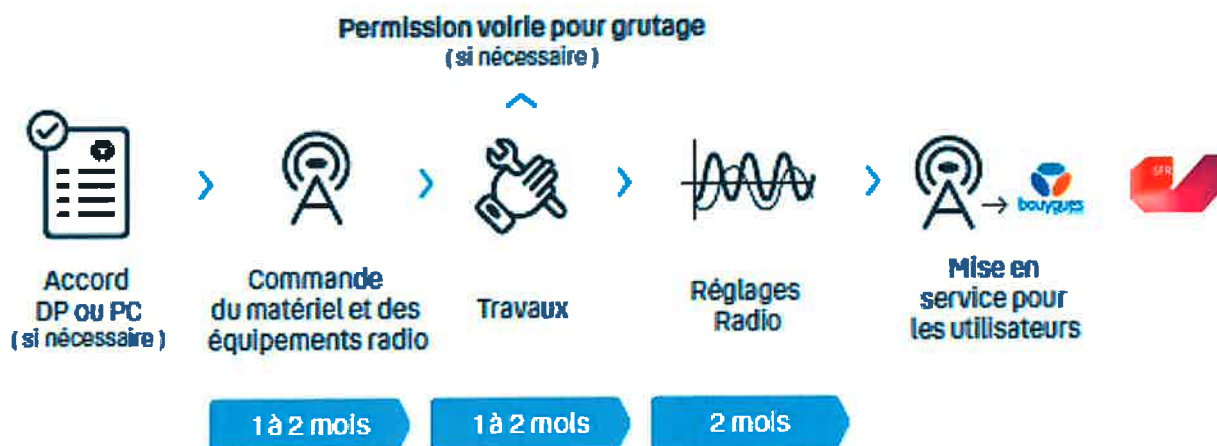 Permission voirie pour grutage
(si nécessaire)
Accord
DP ou PC
(si nécessaire)
Commande
du matériel et des
équipements radio
Travaux
Réglages
Radio
bouygues
SFR
Mise en
service pour
les utilisateurs
1 à 2 mois
1 à 2 mois
2 mois